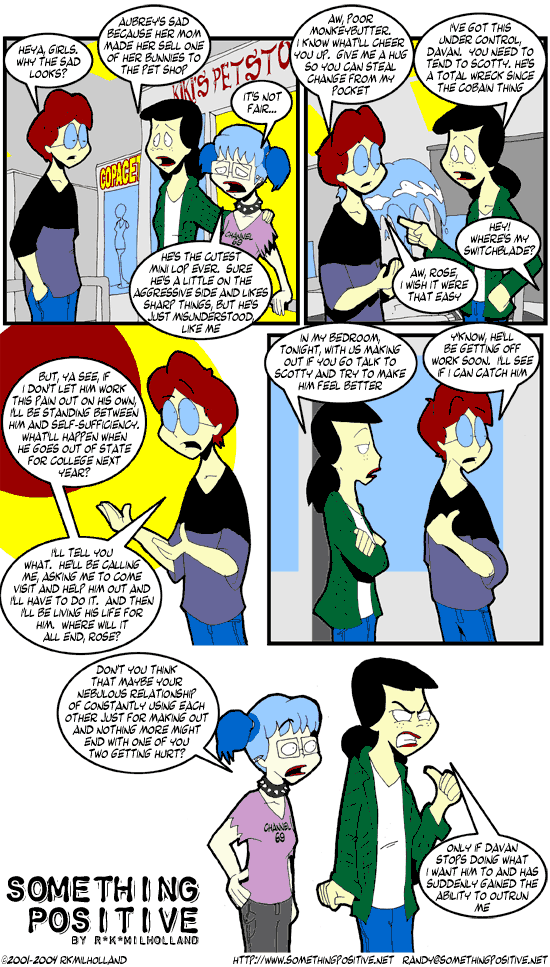 HEYA, GIRLS.
WHY THE SAD
LOOKS?
AUBREY'S SAD
BECAUSE HER MOM
MADE HER SELL ONE
OF HER BUNNIES TO
THE PET SHOP
KIKI'S PETSTO
COPACET
IT'S NOT
FAIR...
CHANNEL
69
HE'S THE CUTEST
MINI LOP EVER. SURE
HE'S A LITTLE ON THE
AGGRESSIVE SIDE AND LIKES
SHARP THINGS, BUT HE'S
JUST MISUNDERSTOOD,
LIKE ME
AW, POOR
MONKEYBUTTER.
I KNOW WHAT'LL CHEER
YOU UP. GIVE ME A HUG
SO YOU CAN STEAL
CHANGE FROM MY
POCKET
I'VE GOT THIS
UNDER CONTROL,
DAVAN. YOU NEED TO
TEND TO SCOTTY. HE'S
A TOTAL WRECK SINCE
THE COBAIN THING
HEY!
WHERE'S MY
SWITCHBLADE?
AW, ROSE,
I WISH IT WERE
THAT EASY
BUT, YA SEE, IF
I DON'T LET HIM WORK
THIS PAIN OUT ON HIS OWN,
I'LL BE STANDING BETWEEN
HIM AND SELF-SUFFICIENCY.
WHAT'LL HAPPEN WHEN
HE GOES OUT OF STATE
FOR COLLEGE NEXT
YEAR?
I'LL TELL YOU
WHAT. HE'LL BE CALLING
ME, ASKING ME TO COME
VISIT AND HELP HIM OUT AND
I'LL HAVE TO DO IT. AND THEN
I'LL BE LIVING HIS LIFE FOR
HIM. WHERE WILL IT
ALL END, ROSE?
IN MY BEDROOM,
TONIGHT, WITH US MAKING
OUT IF YOU GO TALK TO
SCOTTY AND TRY TO MAKE
HIM FEEL BETTER
Y'KNOW, HE'LL
BE GETTING OFF
WORK SOON. I'LL SEE
IF I CAN CATCH HIM
DON'T YOU THINK
THAT MAYBE YOUR
NEBULOUS RELATIONSHIP
OF CONSTANTLY USING EACH
OTHER JUST FOR MAKING OUT
AND NOTHING MORE MIGHT
END WITH ONE OF YOU
TWO GETTING HURT?
CHANNEL
69
ONLY IF DAVAN
STOPS DOING WHAT
I WANT HIM TO AND HAS
SUDDENLY GAINED THE
ABILITY TO OUTRUN
ME
SOMETHING
POSITIVE
BY R*K*MILHOLLAND
©2001-2004 RKMILHOLLAND
HTTP://WWW.SOMETHINGPOSITIVE.NET RANDY@SOMETHINGPOSITIVE.NET